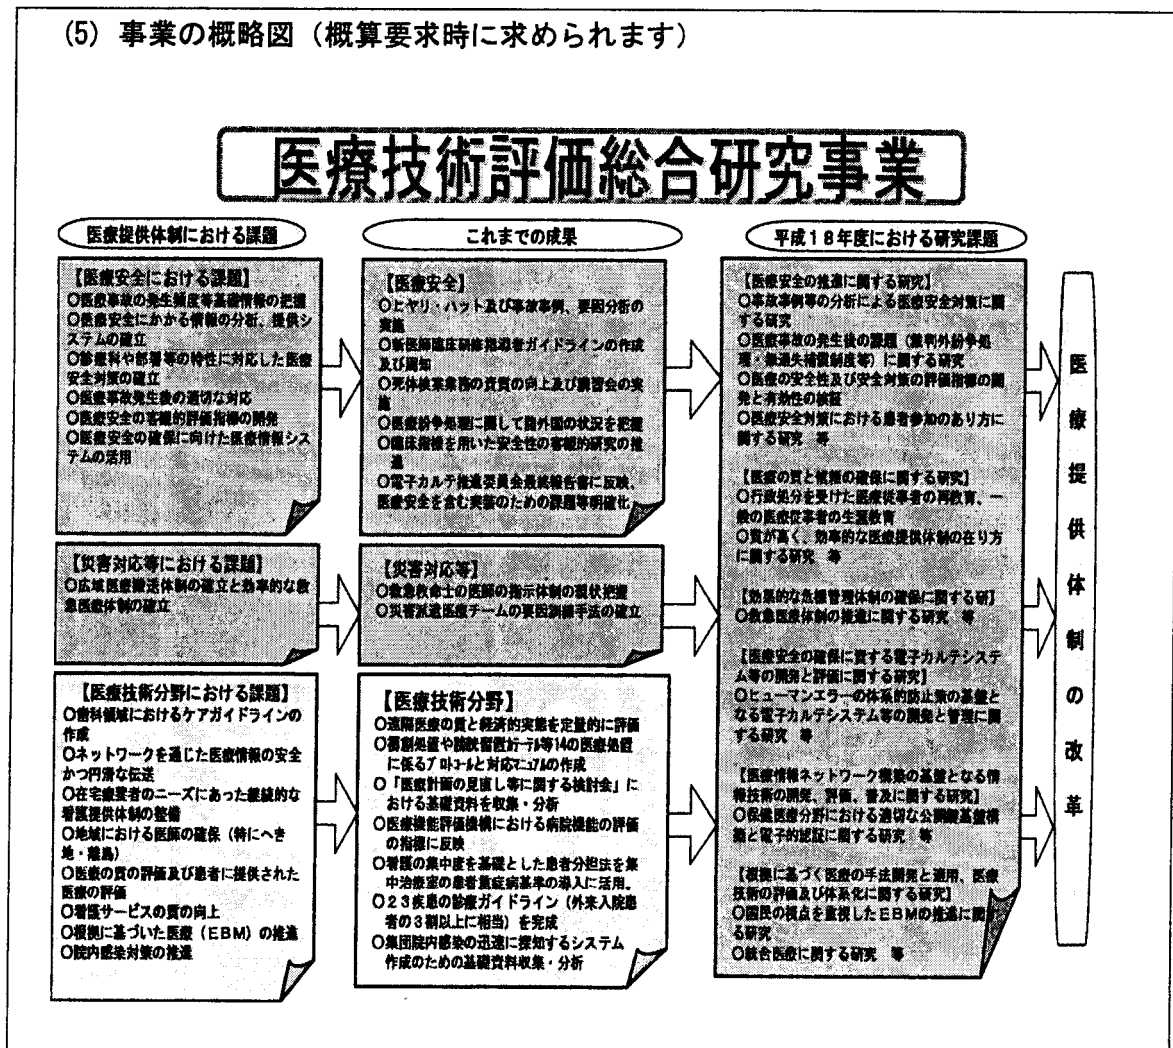 (5) 事業の概略図（概算要求時に求められます）
医療技術評価総合研究事業
医療提供体制における課題
【医療安全における課題】
○医療事故の発生頻度等基礎情報の把握
○医療安全にかかる情報の分析、提供シ
ステムの確立
○診療科や部署等の特性に対応した医療
安全対策の確立
○医療事故発生後の適切な対応
○医療安全の客観的評価指標の開発
○医療安全の確保に向けた医療情報シス
テムの活用
【災害対応等における課題】
○広域医療搬送体制の確立と効率的な救
急医療体制の確立
【医療技術分野における課題】
○歯科領域におけるケアガイドラインの
作成
○ネットワークを通じた医療情報の安全
かつ円滑な伝送
○在宅療養者のニーズにあった継続的な
看護提供体制の整備
○地域における医師の確保（特にへき
地・離島）
○医療の質の評価及び患者に提供された
医療の評価
○看護サービスの質の向上
○根拠に基づいた医療（ＥＢＭ）の推進
○院内感染対策の推進
これまでの成果
【医療安全】
○ヒヤリ・ハット及び事故事例、要因分析の
実施
○新医師臨床研修指導者ガイドラインの作成
及び周知
○死体検案業務の資質の向上及び講習会の実
施
○医療紛争処理に関して諸外国の状況を把握
○臨床指標を用いた安全性の客観的研究の推
進
○電子カルテ推進委員会最終報告書に反映、
医療安全を含む実装のための課題等明確化
【災害対応等】
○救急救命士の医師の指示体制の現状把握
○災害派遣医療チームの要因訓練手法の確立
【医療技術分野】
○遠隔医療の質と経済的実態を定量的に評価
○褥創処置や膀胱留置ｶﾃｰﾃﾙ等14の医療処置
に係るﾌﾟﾛﾄｺｰﾙと対応ﾏﾆｭｱﾙの作成
○「医療計画の見直し等に関する検討会」に
おける基礎資料を収集・分析
○医療機能評価機構における病院機能の評価
の指標に反映
○看護の集中度を基礎とした患者分担法を集
中治療室の患者重症病基準の導入に活用。
○２３疾患の診療ガイドライン（外来入院患
者の３割以上に相当）を完成
○集団院内感染の迅速に探知するシステム
作成のための基礎資料収集・分析
平成１８年度における研究課題
【医療安全の推進に関する研究】
○事故事例等の分析による医療安全対策に関
する研究
○医療事故の発生後の課題（裁判外紛争処
理・無過失補償制度等）に関する研究
○医療の安全性及び安全対策の評価指標の開
発と有効性の検証
○医療安全対策における患者参加のあり方に
関する研究　等
【医療の質と信頼の確保に関する研究】
○行政処分を受けた医療従事者の再教育、一
般の医療従事者の生涯教育
○質が高く、効率的な医療提供体制の在り方
に関する研究　等
【効果的な危機管理体制の確保に関する研】
○救急医療体制の推進に関する研究　等
【医療安全の確保に資する電子カルテシステ
ム等の開発と評価に関する研究】
○ヒューマンエラーの体系的防止策の基盤と
なる電子カルテシステム等の開発と管理に関
する研究　等
【医療情報ネットワーク構築の基盤となる情
報技術の開発、評価、普及に関する研究】
○保健医療分野における適切な公開鍵基盤構
築と電子的認証に関する研究　等
【根拠に基づく医療の手法開発と適用、医療
技術の評価及び体系化に関する研究】
○国民の視点を重視したＥＢＭの推進に関す
る研究
○統合医療に関する研究　等
医療提供体制の改革